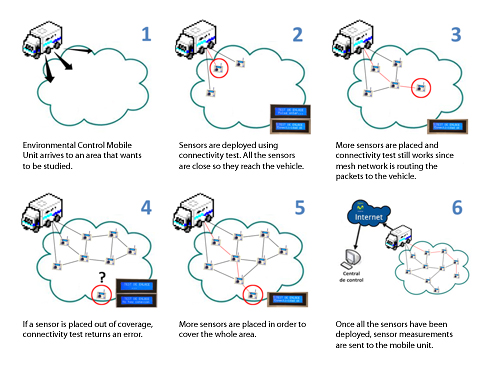 1
2
3
Environmental Control Mobile
Unit arrives to an area that wants
to be studied.
Sensors are deployed using
connectivity test. All the sensors
are close so they reach the vehicle.
More sensors are placed and
connectivity test still works since
mesh network is routing the
packets to the vehicle.
4
5
6
?
Internet
Central
de control
If a sensor is placed out of coverage,
connectivity test returns an error.
More sensors are placed in order to
cover the whole area.
Once all the sensors have been
deployed, sensor measurements
are sent to the mobile unit.